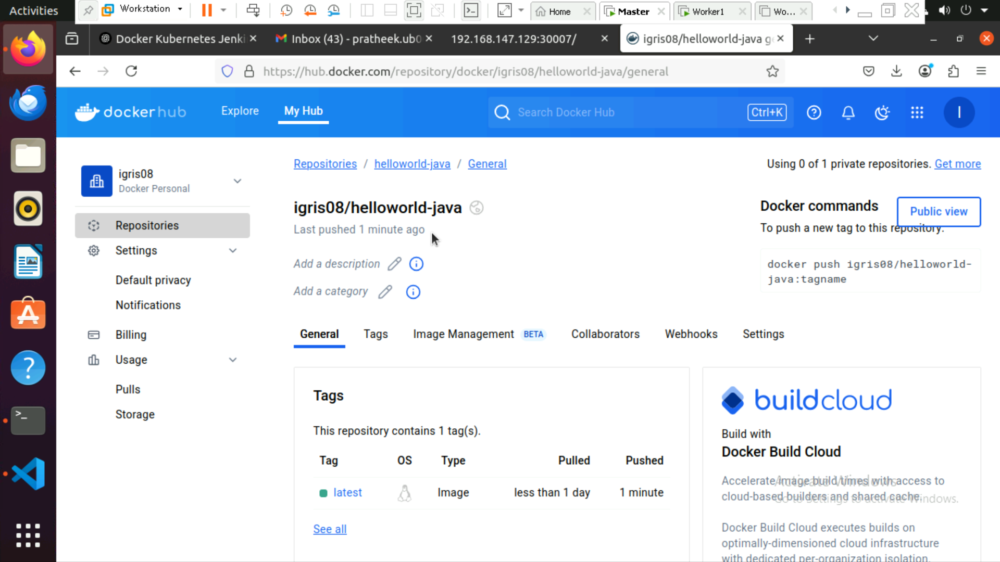 Activities
Workstation
Home
Master
Worker1
Wo...
Docker Kubernetes Jenki
Inbox (43) - pratheek.ub0
192.168.147.129:30007/
igris08/helloworld-java g
https://hub.docker.com/repository/docker/igris08/helloworld-java/general
dockerhub
Explore
My Hub
Search Docker Hub
Ctrl+K
I
igris08
Docker Personal
Repositories / helloworld-java / General
Using 0 of 1 private repositories. Get more
igris08/helloworld-java
Last pushed 1 minute ago
Docker commands
Public view
To push a new tag to this repository:
docker push igris08/helloworld-
java:tagname
Add a description
Add a category
Repositories
Settings
Default privacy
Notifications
Billing
Usage
Pulls
Storage
General
Tags
Image Management BETA
Collaborators
Webhooks
Settings
Tags
This repository contains 1 tag(s).
Tag OS Type Pulled Pushed
latest Image less than 1 day 1 minute
See all
buildcloud
Build with
Docker Build Cloud
Accelerate image build times with access to
cloud-based builders and shared cache.
Activate Windows
Go to Settings to activate Windows.
Docker Build Cloud executes builds on
optimally-dimensioned cloud infrastructure
with dedicated per-organization isolation.